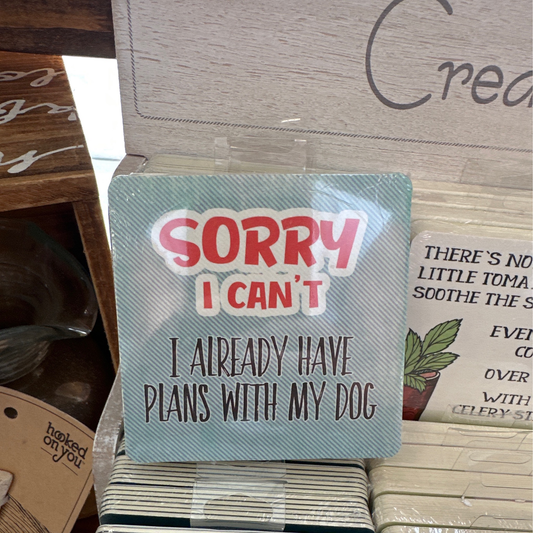 Crea
SORRY
I CAN'T
I ALREADY HAVE
PLANS WITH MY DOG
THERE'S NO
LITTLE TOMA
SOOTHE THE S
EVEN
CO
OVER
WITH
CELERY ST
hooked
on you